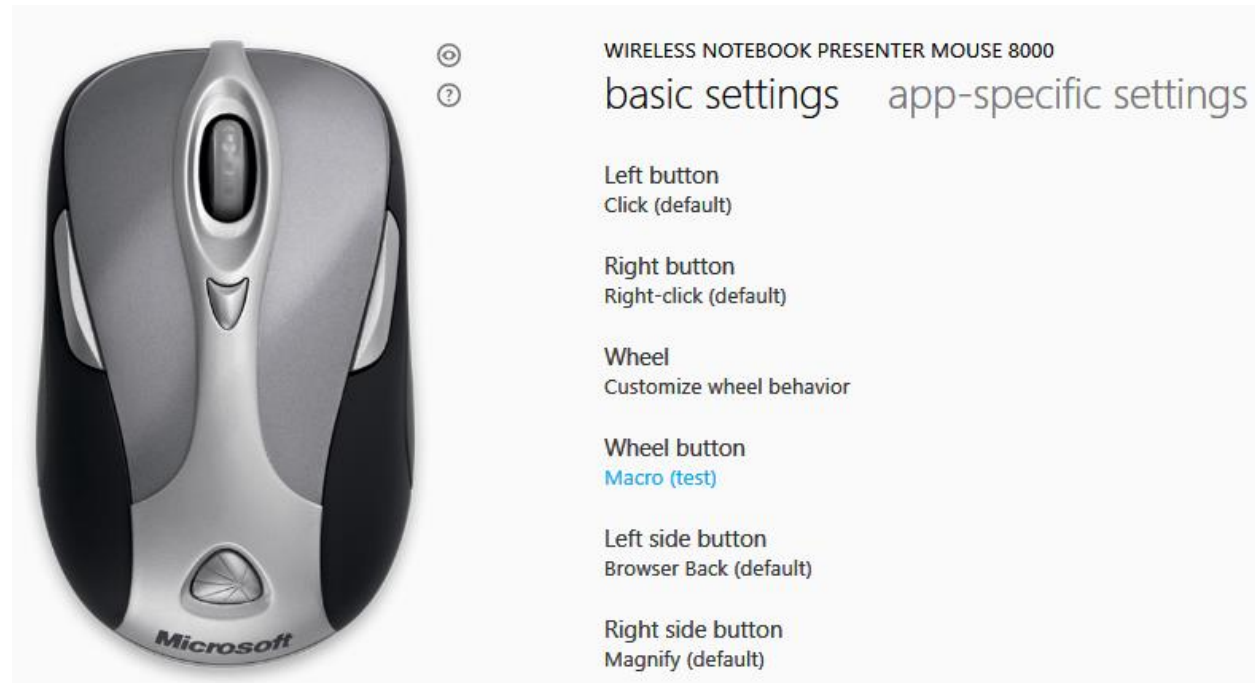 WIRELESS NOTEBOOK PRESENTER MOUSE 8000
basic settings app-specific settings
Left button
Click (default)
Right button
Right-click (default)
Wheel
Customize wheel behavior
Wheel button
Macro (test)
Left side button
Browser Back (default)
Right side button
Magnify (default)
Microsoft
?